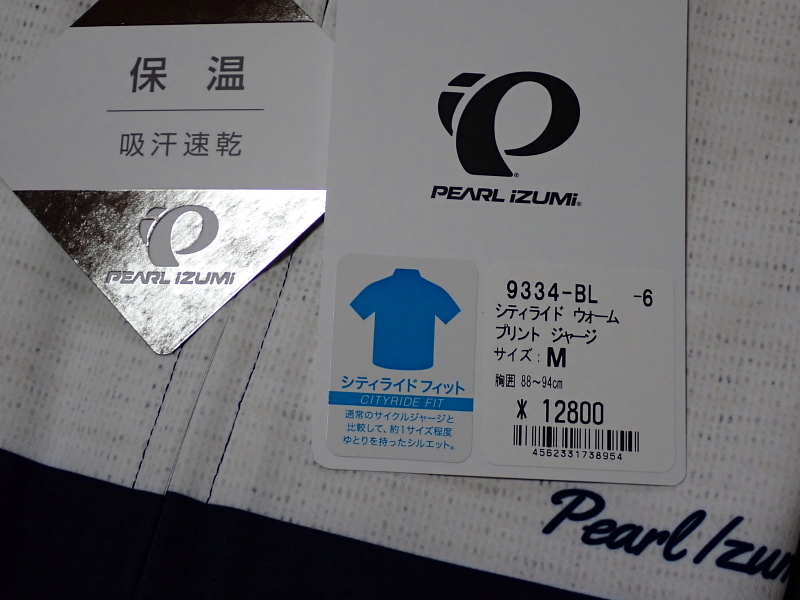 保 温
吸汗速乾
PEARL iZUMi
PEARL iZUMi®
シティライド フィット
CITYRIDE FIT
通常のサイクルジャージと
比較して、約1サイズ程度
ゆとりを持ったシルエット。
9334-BL -6
シティライド ウォーム
プリント ジャージ
サイズ : M
胸囲 88〜94cm
¥ 12800
4562331738954
Pearl Izumi